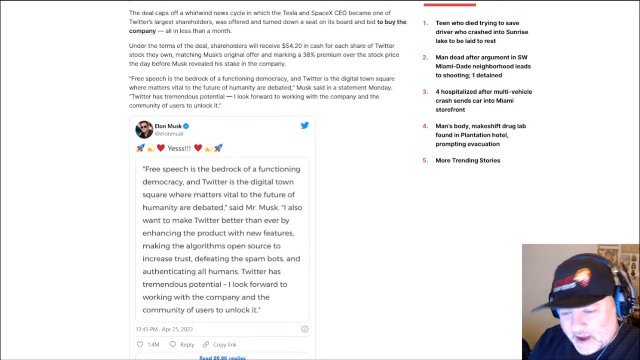 The deal caps off a whirlwind news cycle in which the Tesla and SpaceX CEO became one of
Twitter's largest shareholders, was offered and turned down a seat on its board and bid to buy the
company — all in less than a month.
Under the terms of the deal, shareholders will receive $54.20 in cash for each share of Twitter
stock they own, matching Musk's original offer and marking a 38% premium over the stock price
the day before Musk revealed his stake in the company.
"Free speech is the bedrock of a functioning democracy, and Twitter is the digital town square
where matters vital to the future of humanity are debated," Musk said in a statement Monday.
"Twitter has tremendous potential — I look forward to working with the company and the
community of users to unlock it."
Elon Musk
@elonmusk
🚀💫❤️ Yesss!!! ❤️💫🚀
"Free speech is the bedrock of a functioning
democracy, and Twitter is the digital town
square where matters vital to the future of
humanity are debated," said Mr. Musk. "I also
want to make Twitter better than ever by
enhancing the product with new features,
making the algorithms open source to
increase trust, defeating the spam bots, and
authenticating all humans. Twitter has
tremendous potential – I look forward to
working with the company and the
community of users to unlock it."
12:43 PM · Apr 25, 2022
1.4M Reply Copy link
Read 89.9K replies
1. Teen who died trying to save
driver who crashed into Sunrise
lake to be laid to rest
2. Man dead after argument in SW
Miami-Dade neighborhood leads
to shooting; 1 detained
3. 4 hospitalized after multi-vehicle
crash sends car into Miami
storefront
4. Man's body, makeshift drug lab
found in Plantation hotel,
prompting evacuation
5. More Trending Stories